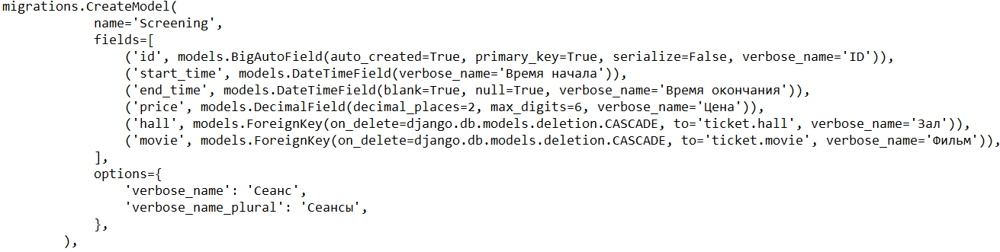 migrations.CreateModel(
            name='Screening',
            fields=[
                ('id', models.BigAutoField(auto_created=True, primary_key=True, serialize=False, verbose_name='ID')),
                ('start_time', models.DateTimeField(verbose_name='Время начала')),
                ('end_time', models.DateTimeField(blank=True, null=True, verbose_name='Время окончания')),
                ('price', models.DecimalField(decimal_places=2, max_digits=6, verbose_name='Цена')),
                ('hall', models.ForeignKey(on_delete=django.db.models.deletion.CASCADE, to='ticket.hall', verbose_name='Зал')),
                ('movie', models.ForeignKey(on_delete=django.db.models.deletion.CASCADE, to='ticket.movie', verbose_name='Фильм')),
            ],
            options={
                'verbose_name': 'Сеанс',
                'verbose_name_plural': 'Сеансы',
            },
        ),